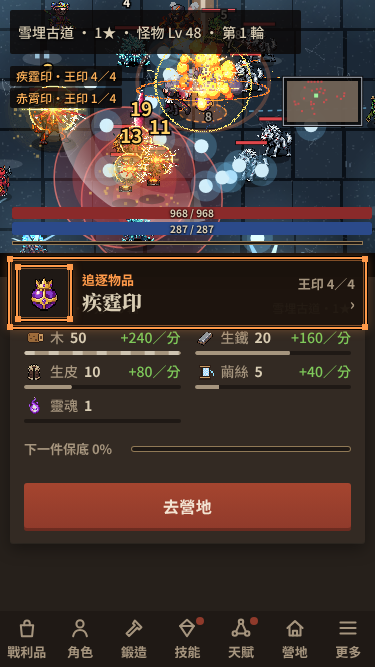 4
雪埋古道 · 1★ · 怪物 Lv 48 · 第 1 輪
疾霆印 · 王印 4／4
赤霄印 · 王印 1／4
19
11
13
8
968 / 968
287 / 287
追逐物品
疾霆印
王印 4／4
›
木 50 +240／分
生鐵 20 +160／分
生皮 10 +80／分
繭絲 5 +40／分
靈魂 1
下一件保底 0%
去營地
戰利品
角色
鍛造
技能
天賦
營地
更多